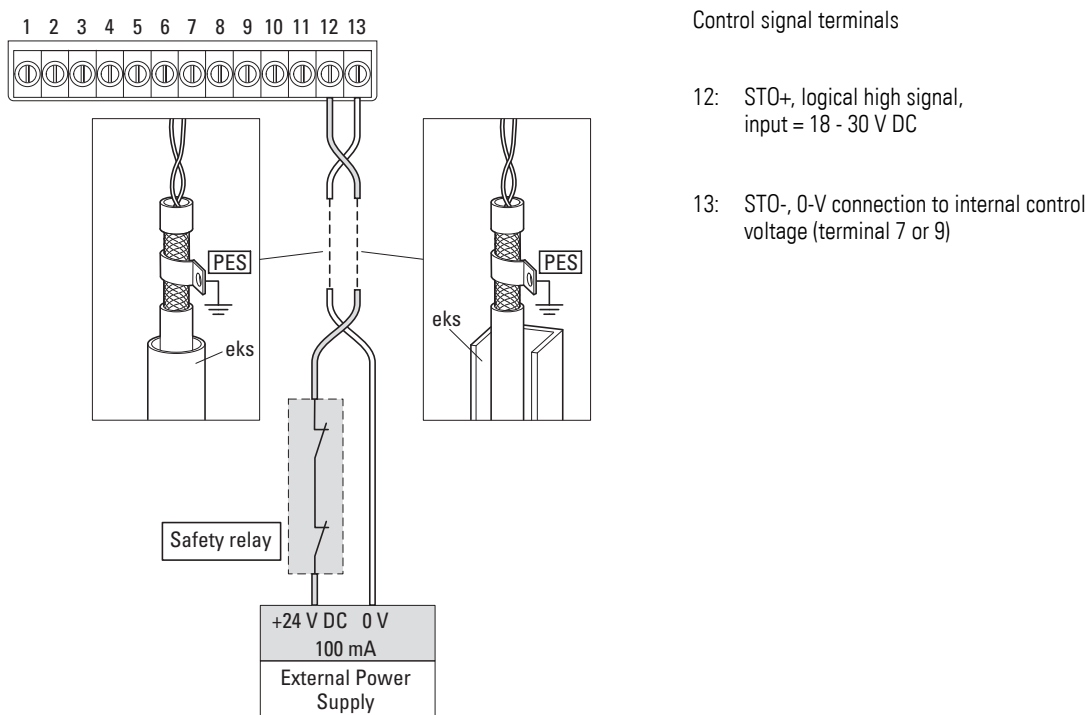 1 2 3 4 5 6 7 8 9 10 11 12 13
PES
eks
PES
eks
Safety relay
+24 V DC 0 V
100 mA
External Power
Supply
Control signal terminals
12: STO+, logical high signal,
input = 18 - 30 V DC
13: STO-, 0-V connection to internal control
voltage (terminal 7 or 9)